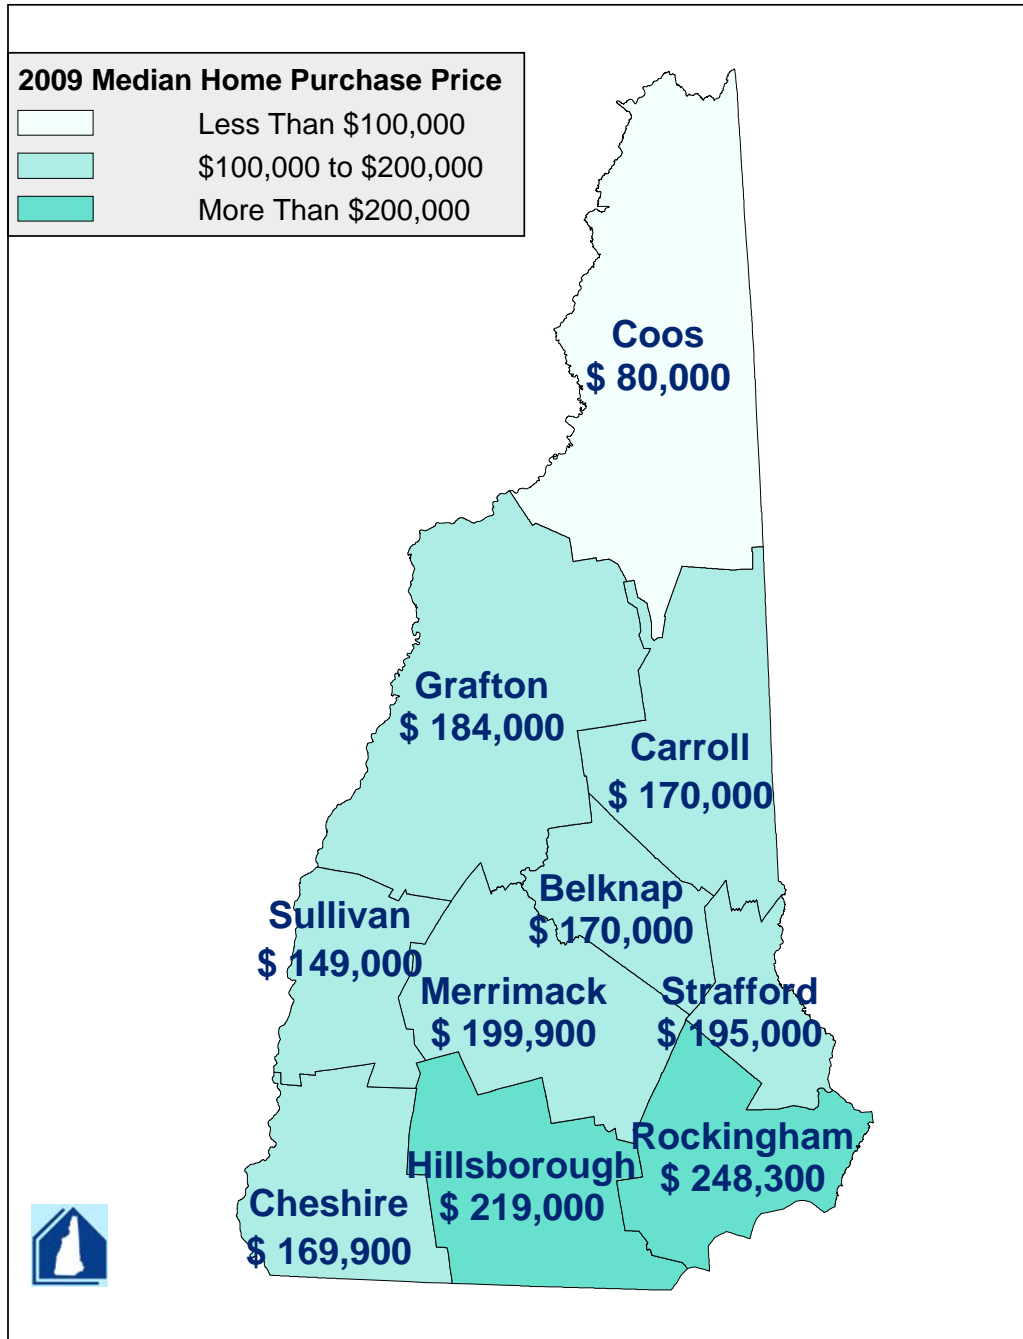 2009 Median Home Purchase Price
Less Than $100,000
$100,000 to $200,000
More Than $200,000
Coos
$ 80,000
Grafton
$ 184,000
Carroll
$ 170,000
Belknap
$ 170,000
Sullivan
$ 149,000
Merrimack
$ 199,900
Strafford
$ 195,000
Rockingham
$ 248,300
Hillsborough
$ 219,000
Cheshire
$ 169,900